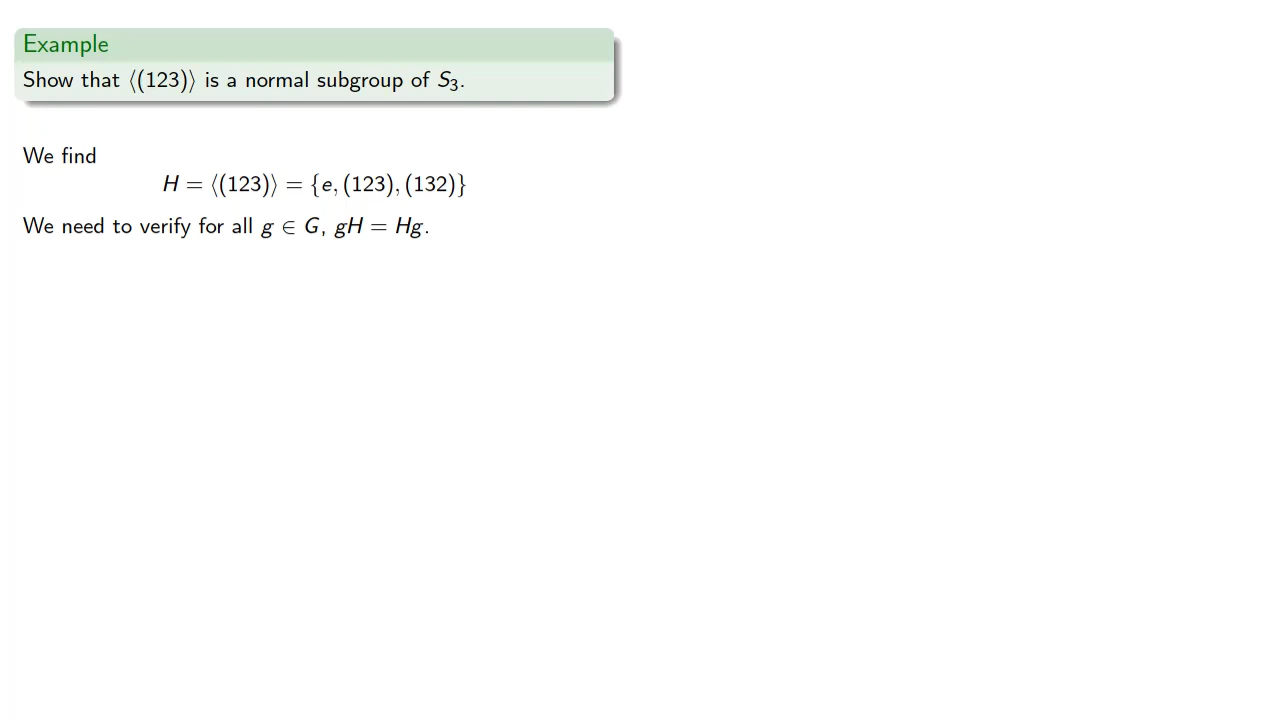 Example
Show that ⟨(123)⟩ is a normal subgroup of S₃.
We find
H = ⟨(123)⟩ = {e, (123), (132)}
We need to verify for all g ∈ G, gH = Hg.